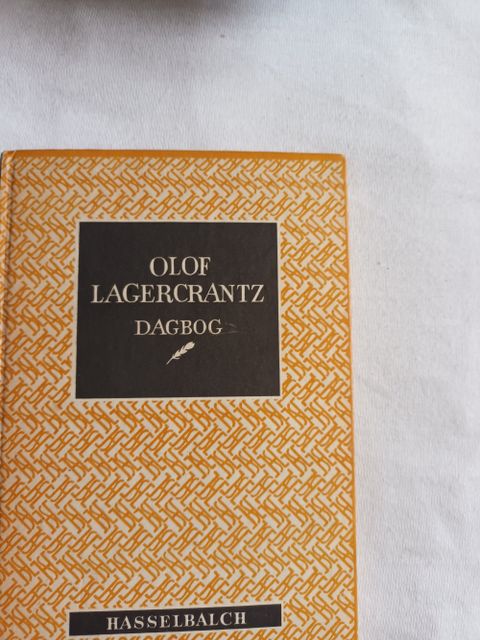 OLOF
LAGERCRANTZ
DAGBOG
HASSELBALCH